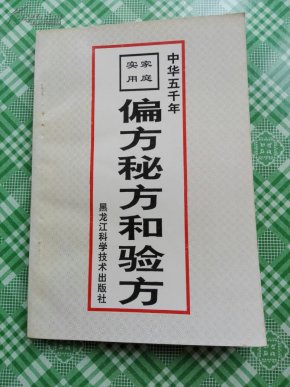 中华五千年
家庭
实用
偏方秘方和验方
黑龙江科学技术出版社